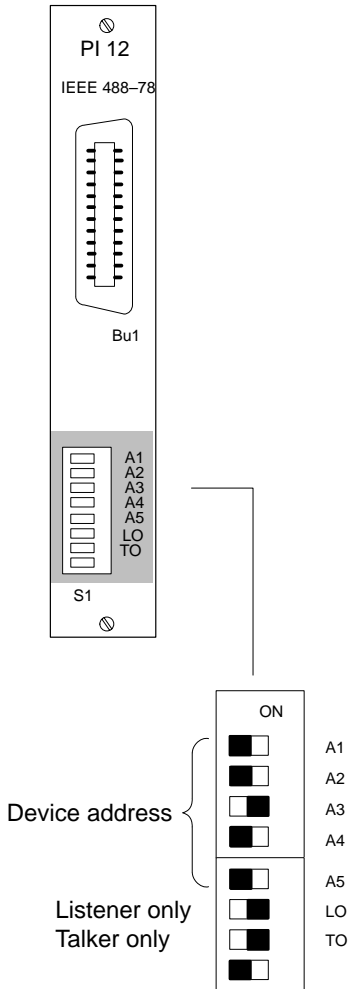 PI 12
IEEE 488–78
Bu1
A1
A2
A3
A4
A5
LO
TO
S1
ON
A1
A2
A3
A4
Device address
A5
Listener only LO
Talker only TO